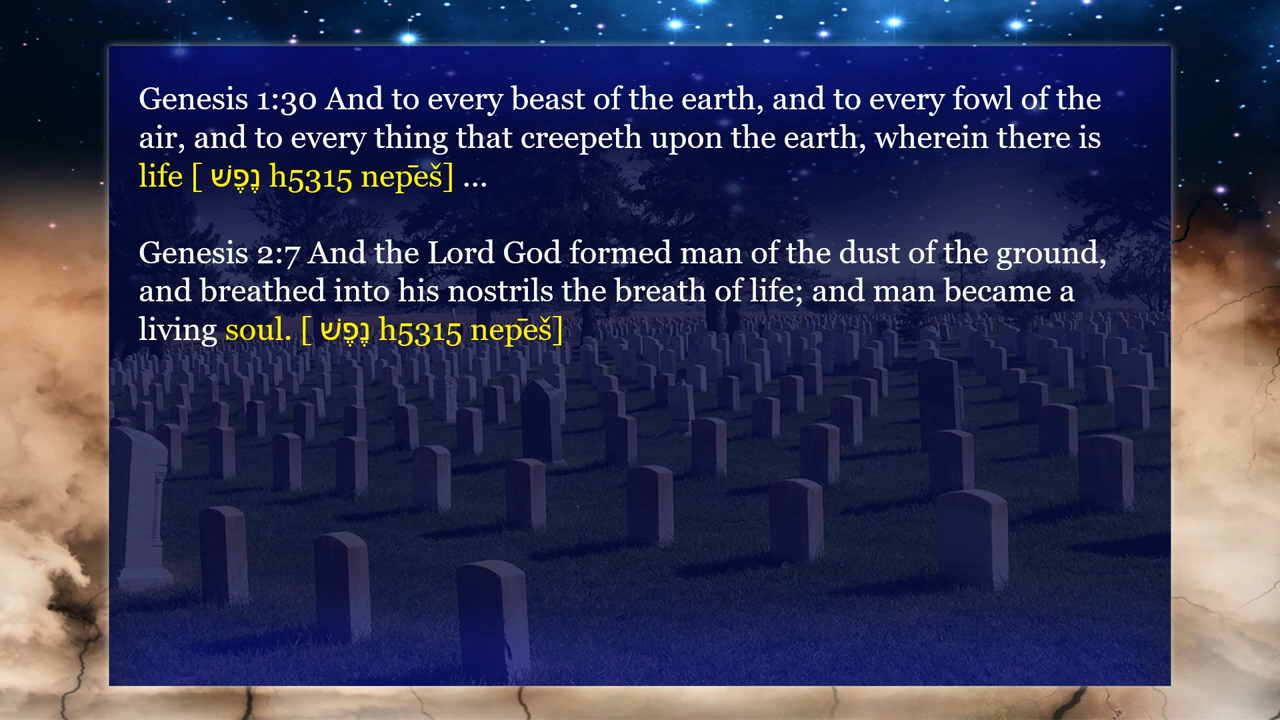 Genesis 1:30 And to every beast of the earth, and to every fowl of the
air, and to every thing that creepeth upon the earth, wherein there is
life [ נֶפֶשׁ h5315 nep̄eš] ...
Genesis 2:7 And the Lord God formed man of the dust of the ground,
and breathed into his nostrils the breath of life; and man became a
living soul. [ נֶפֶשׁ h5315 nep̄eš]